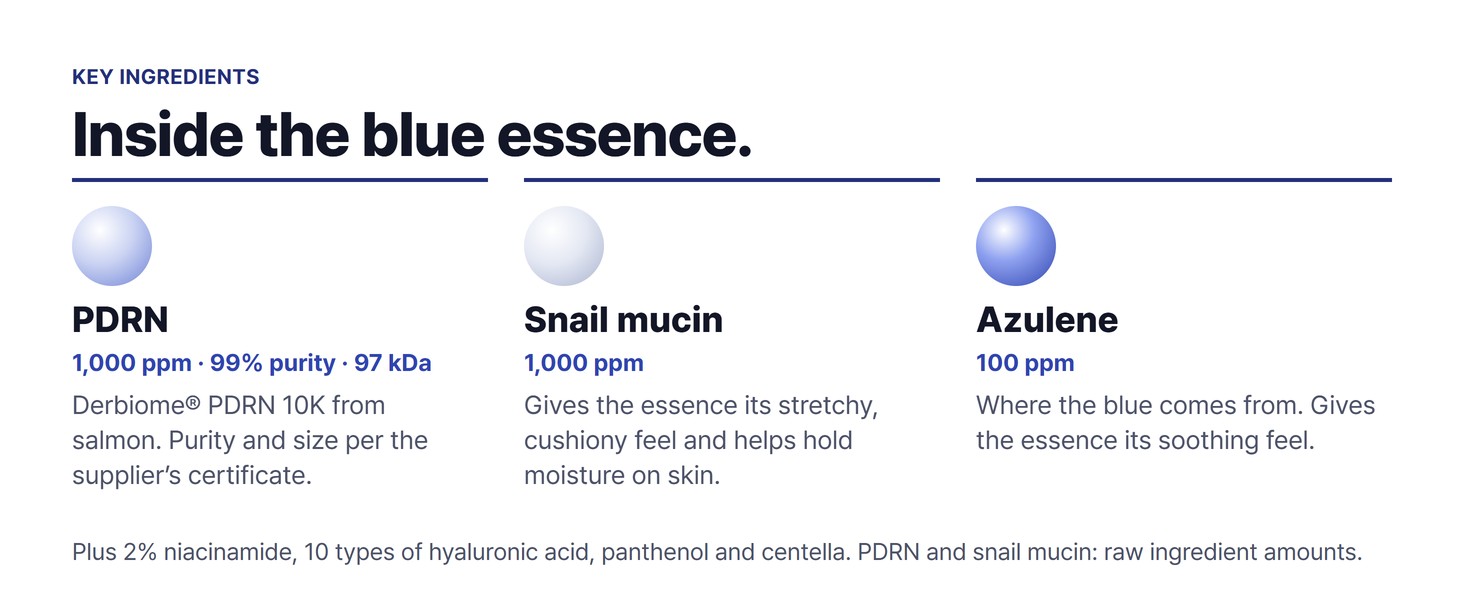 KEY INGREDIENTS
Inside the blue essence.
PDRN
1,000 ppm · 99% purity · 97 kDa
Derbiome® PDRN 10K from
salmon. Purity and size per the
supplier’s certificate.
Snail mucin
1,000 ppm
Gives the essence its stretchy,
cushiony feel and helps hold
moisture on skin.
Azulene
100 ppm
Where the blue comes from. Gives
the essence its soothing feel.
Plus 2% niacinamide, 10 types of hyaluronic acid, panthenol and centella. PDRN and snail mucin: raw ingredient amounts.